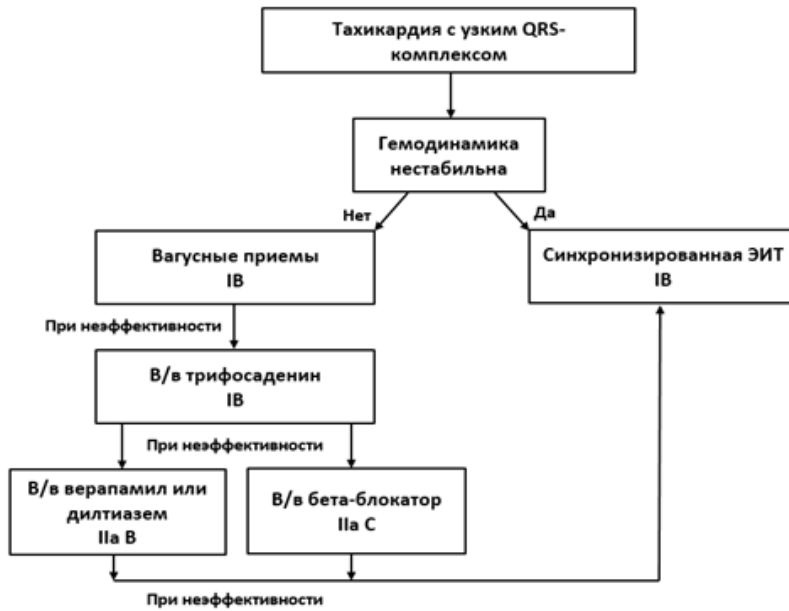 Тахикардия с узким QRS-
комплексом
Гемодинамика
нестабильна
Нет
Да
Вагусные приемы
IB
Синхронизированная ЭИТ
IB
При неэффективности
В/в трифосаденин
IB
При неэффективности
В/в верапамил или
дилтиазем
IIa B
В/в бета-блокатор
IIa C
При неэффективности